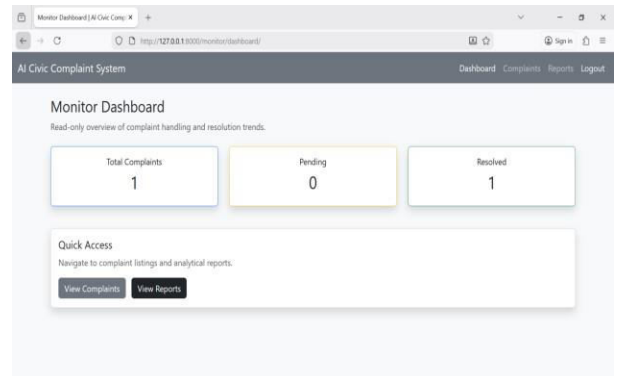 Monitor Dashboard | AI Civic Comp
http://127.0.0.1:8000/monitor/dashboard/
Sign in
AI Civic Complaint System
Dashboard Complaints Reports Logout
Monitor Dashboard
Read-only overview of complaint handling and resolution trends.
Total Complaints Pending Resolved
1 0 1
Quick Access
Navigate to complaint listings and analytical reports.
View Complaints View Reports